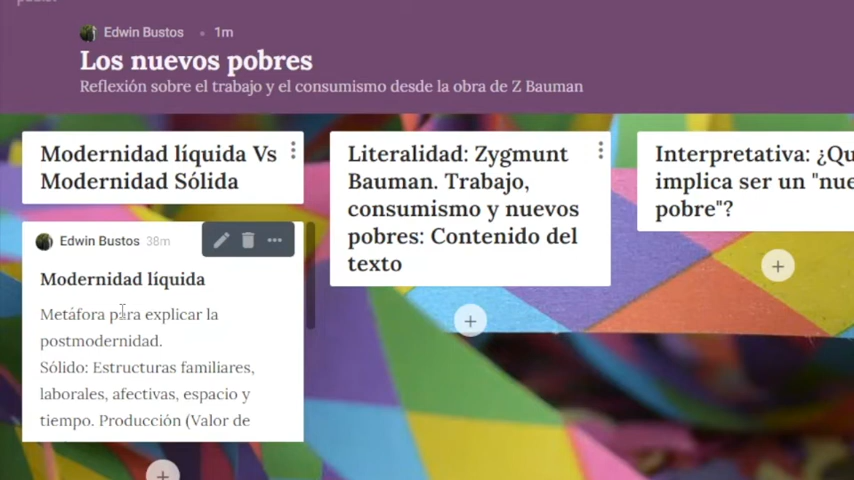 Edwin Bustos • 1m
Los nuevos pobres
Reflexión sobre el trabajo y el consumismo desde la obra de Z Bauman
Modernidad líquida Vs
Modernidad Sólida
Edwin Bustos 38m
Modernidad líquida
Metáfora para explicar la
postmodernidad.
Sólido: Estructuras familiares,
laborales, afectivas, espacio y
tiempo. Producción (Valor de
Literalidad: Zygmunt
Bauman. Trabajo,
consumismo y nuevos
pobres: Contenido del
texto
Interpretativa: ¿Qu
implica ser un "nue
pobre"?